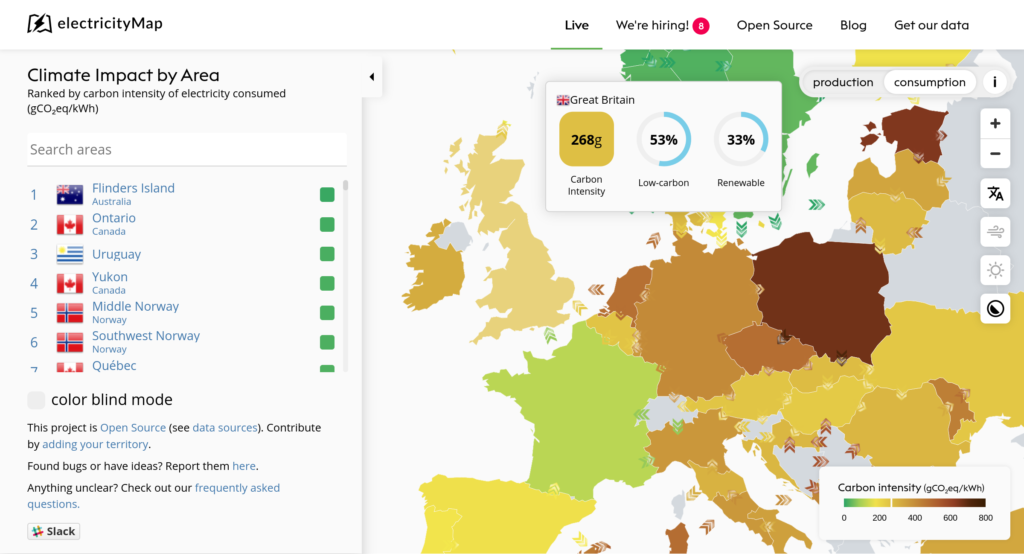 electricityMap
Live
We're hiring! 8
Open Source
Blog
Get our data
Climate Impact by Area
Ranked by carbon intensity of electricity consumed
(gCO₂eq/kWh)
Search areas
1 Flinders Island
Australia
2 Ontario
Canada
3 Uruguay
4 Yukon
Canada
5 Middle Norway
Norway
6 Southwest Norway
Norway
7 Québec
color blind mode
This project is Open Source (see data sources). Contribute
by adding your territory.
Found bugs or have ideas? Report them here.
Anything unclear? Check out our frequently asked
questions.
Slack
Great Britain
268g
53%
33%
Carbon
Intensity
Low-carbon
Renewable
production
consumption
i
+
−
Carbon intensity (gCO₂eq/kWh)
0 200 400 600 800